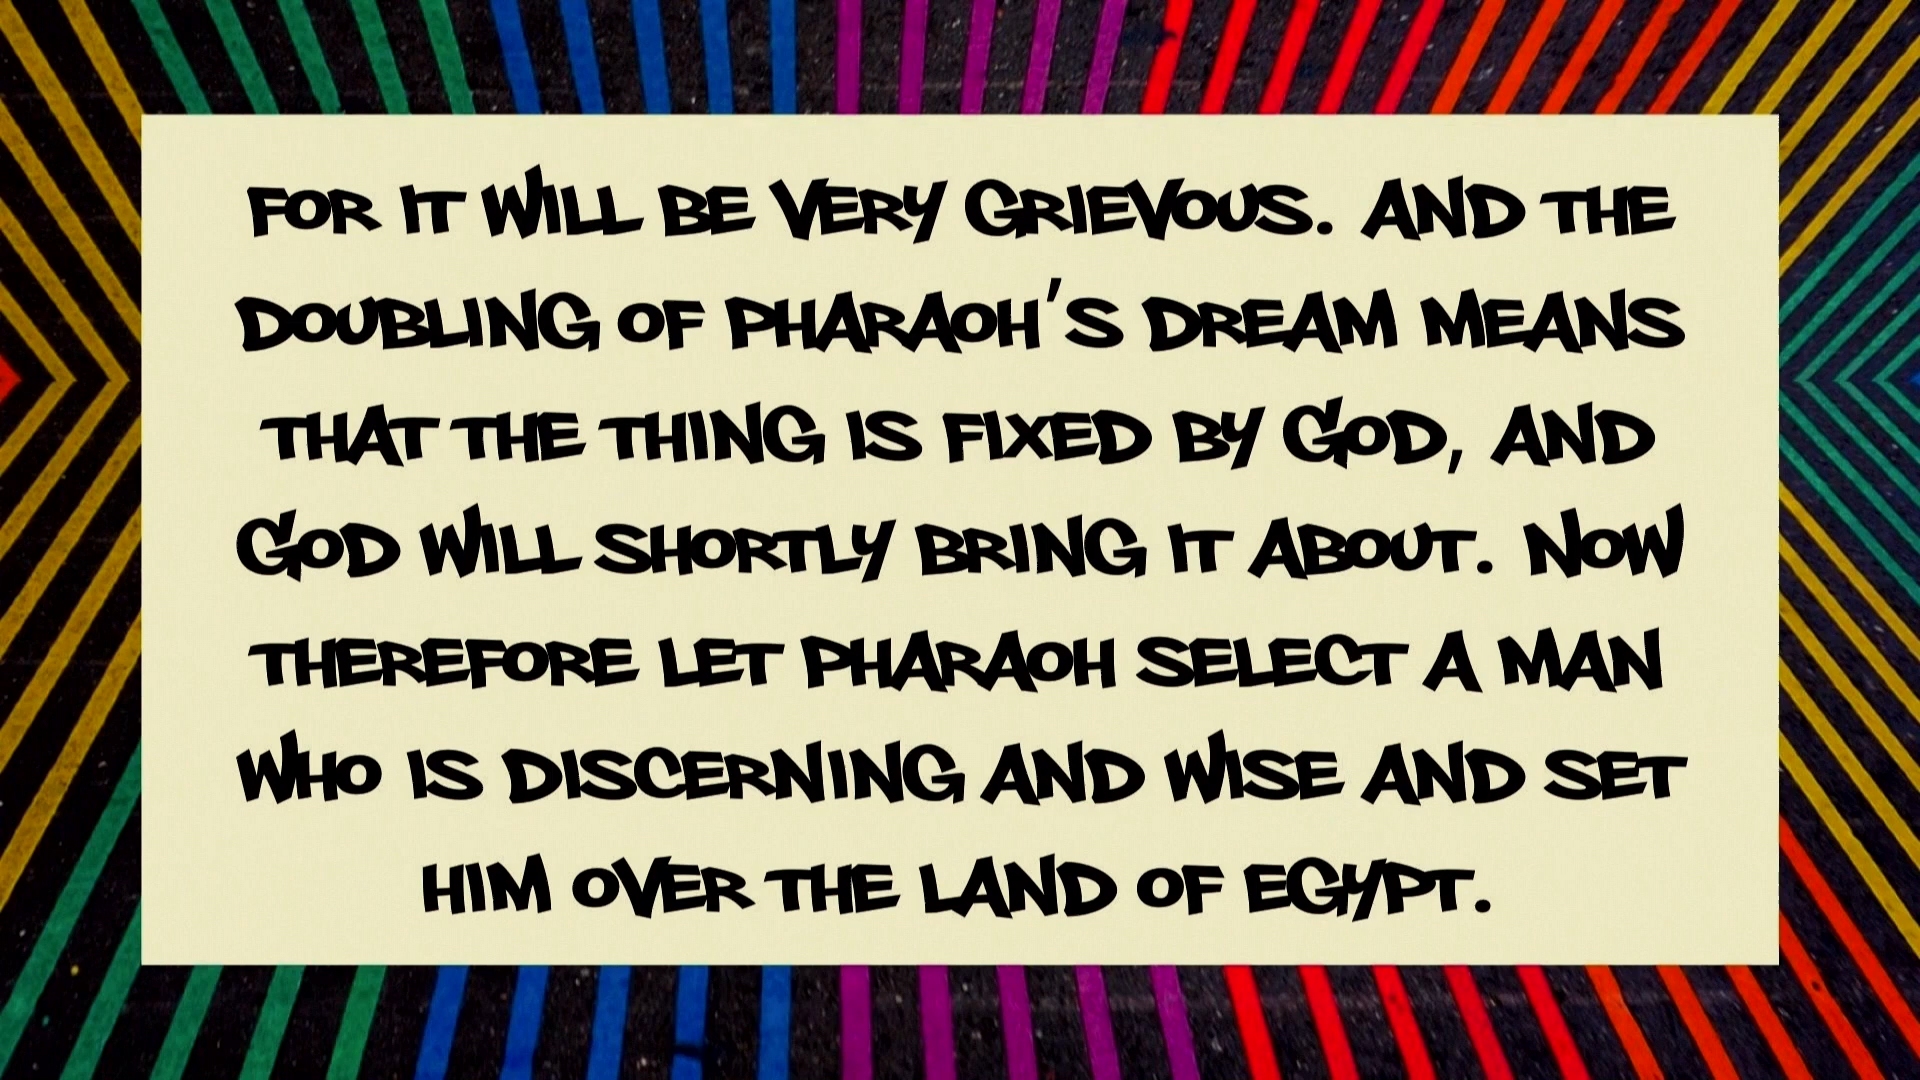 FOR IT WILL BE VERY GRIEVOUS. AND THE
DOUBLING OF PHARAOH'S DREAM MEANS
THAT THE THING IS FIXED BY GOD, AND
GOD WILL SHORTLY BRING IT ABOUT. NOW
THEREFORE LET PHARAOH SELECT A MAN
WHO IS DISCERNING AND WISE AND SET
HIM OVER THE LAND OF EGYPT.